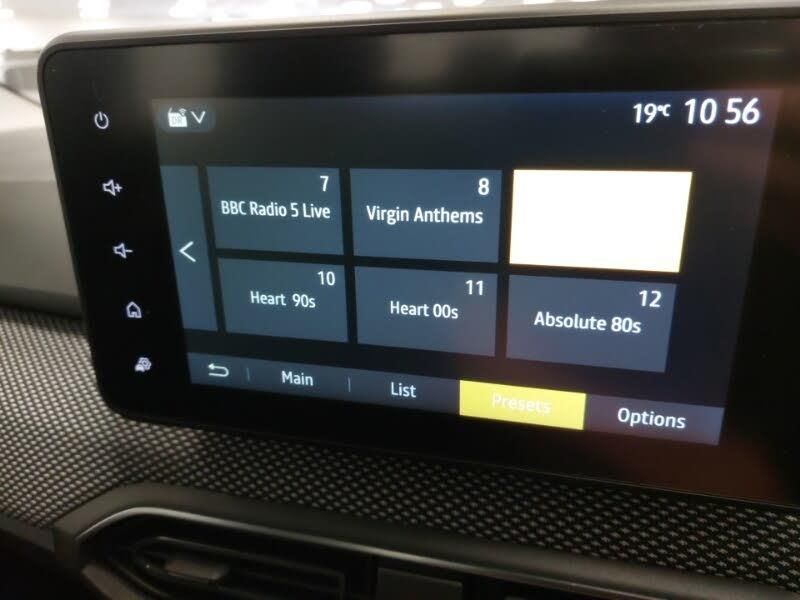 DR
19°C 10 56
7
BBC Radio 5 Live
8
Virgin Anthems
10
Heart 90s
11
Heart 00s
12
Absolute 80s
Main
List
Presets
Options